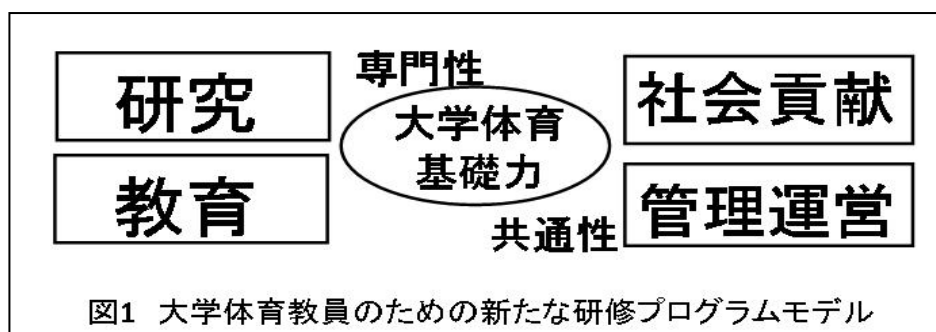 専門性
研究
社会貢献
大学体育
基礎力
教育
管理運営
共通性
図1 大学体育教員のための新たな研修プログラムモデル